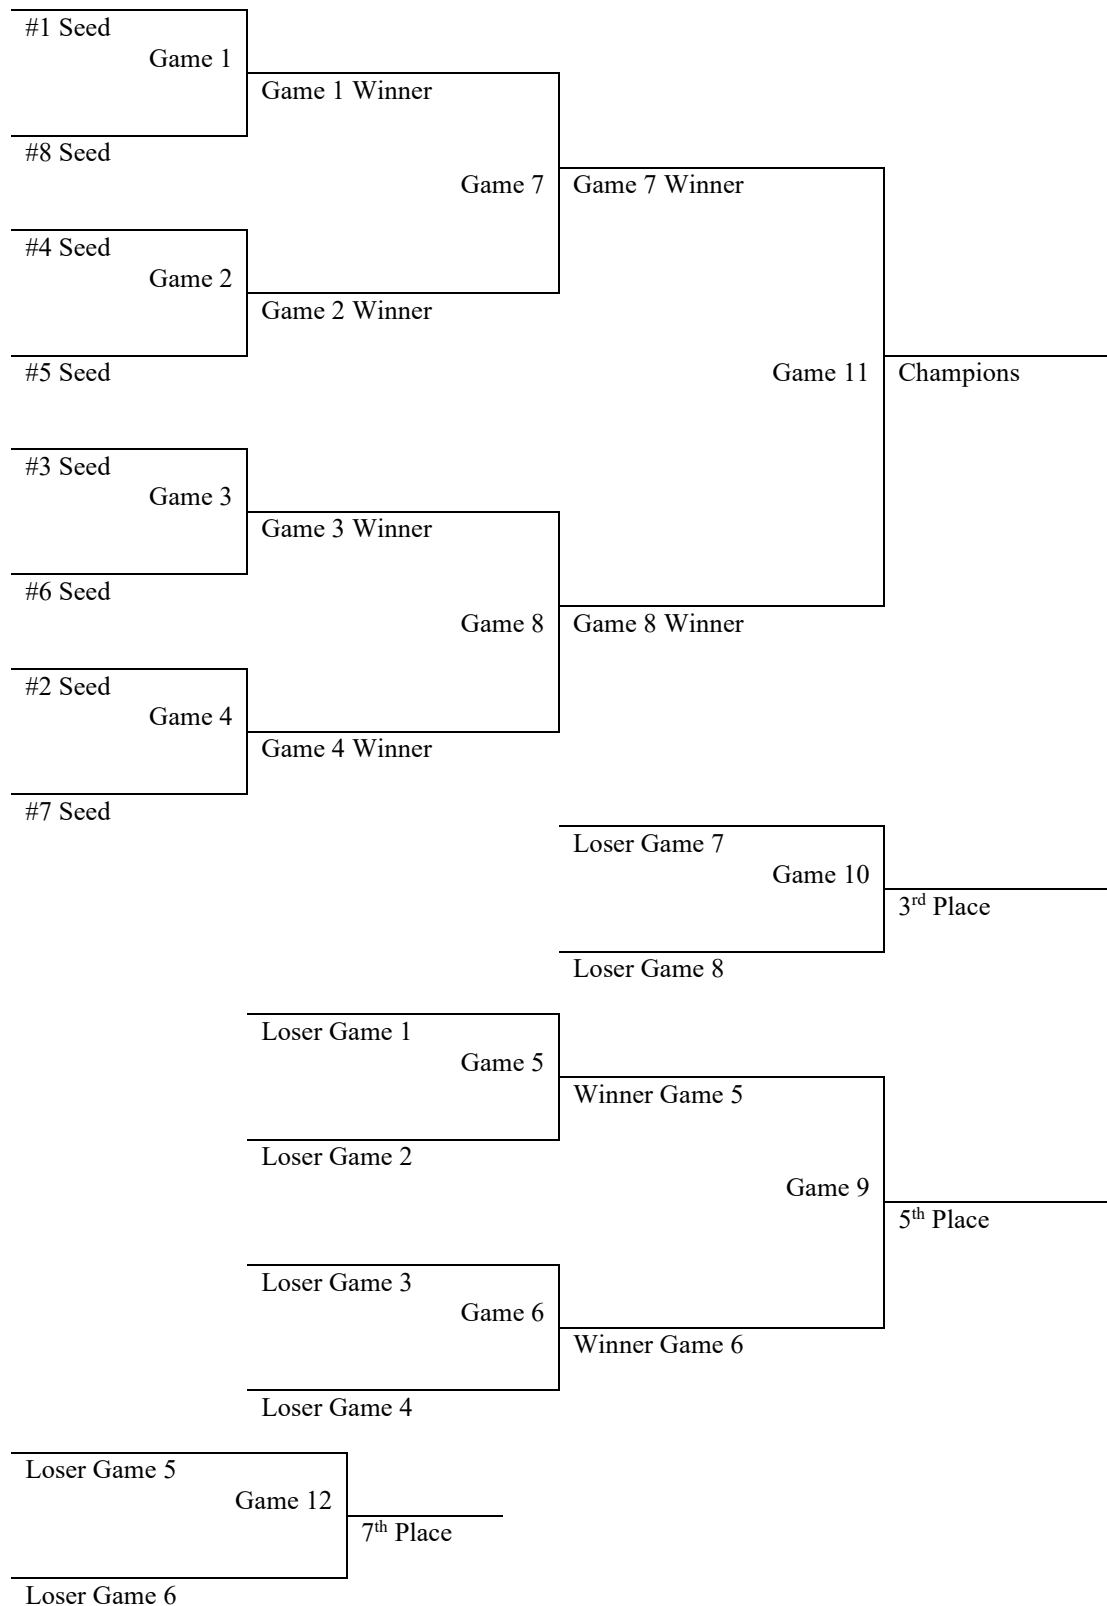 #1 Seed
Game 1
Game 1 Winner
#8 Seed
Game 7
Game 7 Winner
#4 Seed
Game 2
Game 2 Winner
#5 Seed
Game 11
Champions
#3 Seed
Game 3
Game 3 Winner
#6 Seed
Game 8
Game 8 Winner
#2 Seed
Game 4
Game 4 Winner
#7 Seed
Loser Game 7
Game 10
3rd Place
Loser Game 8
Loser Game 1
Game 5
Winner Game 5
Loser Game 2
Game 9
5th Place
Loser Game 3
Game 6
Winner Game 6
Loser Game 4
Loser Game 5
Game 12
7th Place
Loser Game 6